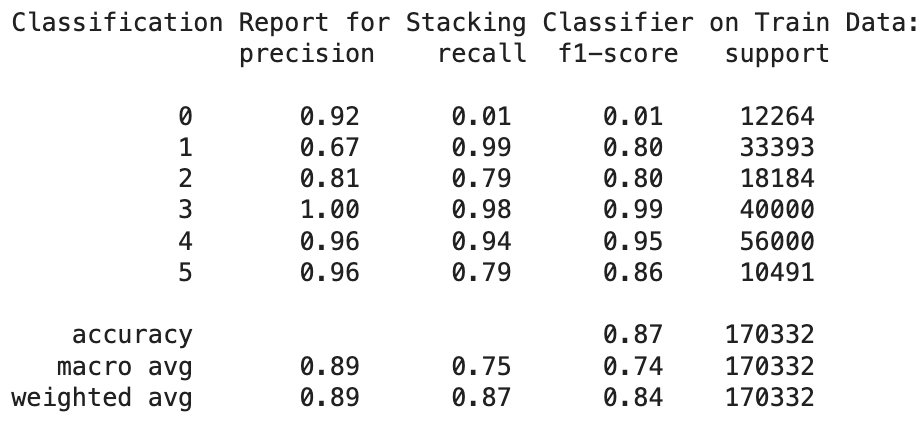 Classification Report for Stacking Classifier on Train Data:
precision recall f1-score support
0 0.92 0.01 0.01 12264
1 0.67 0.99 0.80 33393
2 0.81 0.79 0.80 18184
3 1.00 0.98 0.99 40000
4 0.96 0.94 0.95 56000
5 0.96 0.79 0.86 10491
accuracy 0.87 170332
macro avg 0.89 0.75 0.74 170332
weighted avg 0.89 0.87 0.84 170332